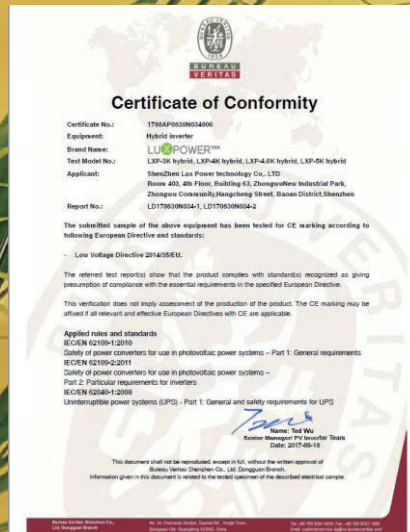 BUREAU
VERITAS
Certificate of Conformity
Certificate No.: 1788AP0630N034006
Equipment: Hybrid inverter
Brand Name: LUXPOWER
Test Model No.: LXP-3K hybrid, LXP-4K hybrid, LXP-4.6K hybrid, LXP-5K hybrid
Applicant: ShenZhen Lux Power technology Co., LTD
Room 403, 4th Floor, Building 63, ZhongwuNew Industrial Park,
Zhongwu Community,Hangcheng Street, Baoan District,Shenzhen
Report No.: LD170630N034-1, LD170630N034-2
The submitted sample of the above equipment has been tested for CE marking according to
following European Directive and standards:
- Low Voltage Directive 2014/35/EU.
The referred test report(s) show that the product complies with standard(s) recognized as giving
presumption of compliance with the essential requirements in the specified European Directive.
This verification does not imply assessment of the production of the product. The CE marking may be
affixed if all relevant and effective European Directives with CE are applicable.
Applied rules and standards
IEC/EN 62109-1:2010
Safety of power converters for use in photovoltaic power systems – Part 1: General requirements
IEC/EN 62109-2:2011
Safety of power converters for use in photovoltaic power systems –
Part 2: Particular requirements for inverters
IEC/EN 62040-1:2008
Uninterruptible power systems (UPS) - Part 1: General and safety requirements for UPS
Name: Ted Wu
Senior Manager/ PV Inverter Team
Date: 2017-08-16
This document shall not be reproduced, except in full, without the written approval of
Bureau Veritas Shenzhen Co., Ltd. Dongguan Branch.
Information given in this document is related to the tested specimen of the described electrical sample.
Bureau Veritas Shenzhen Co.,
Ltd. Dongguan Branch